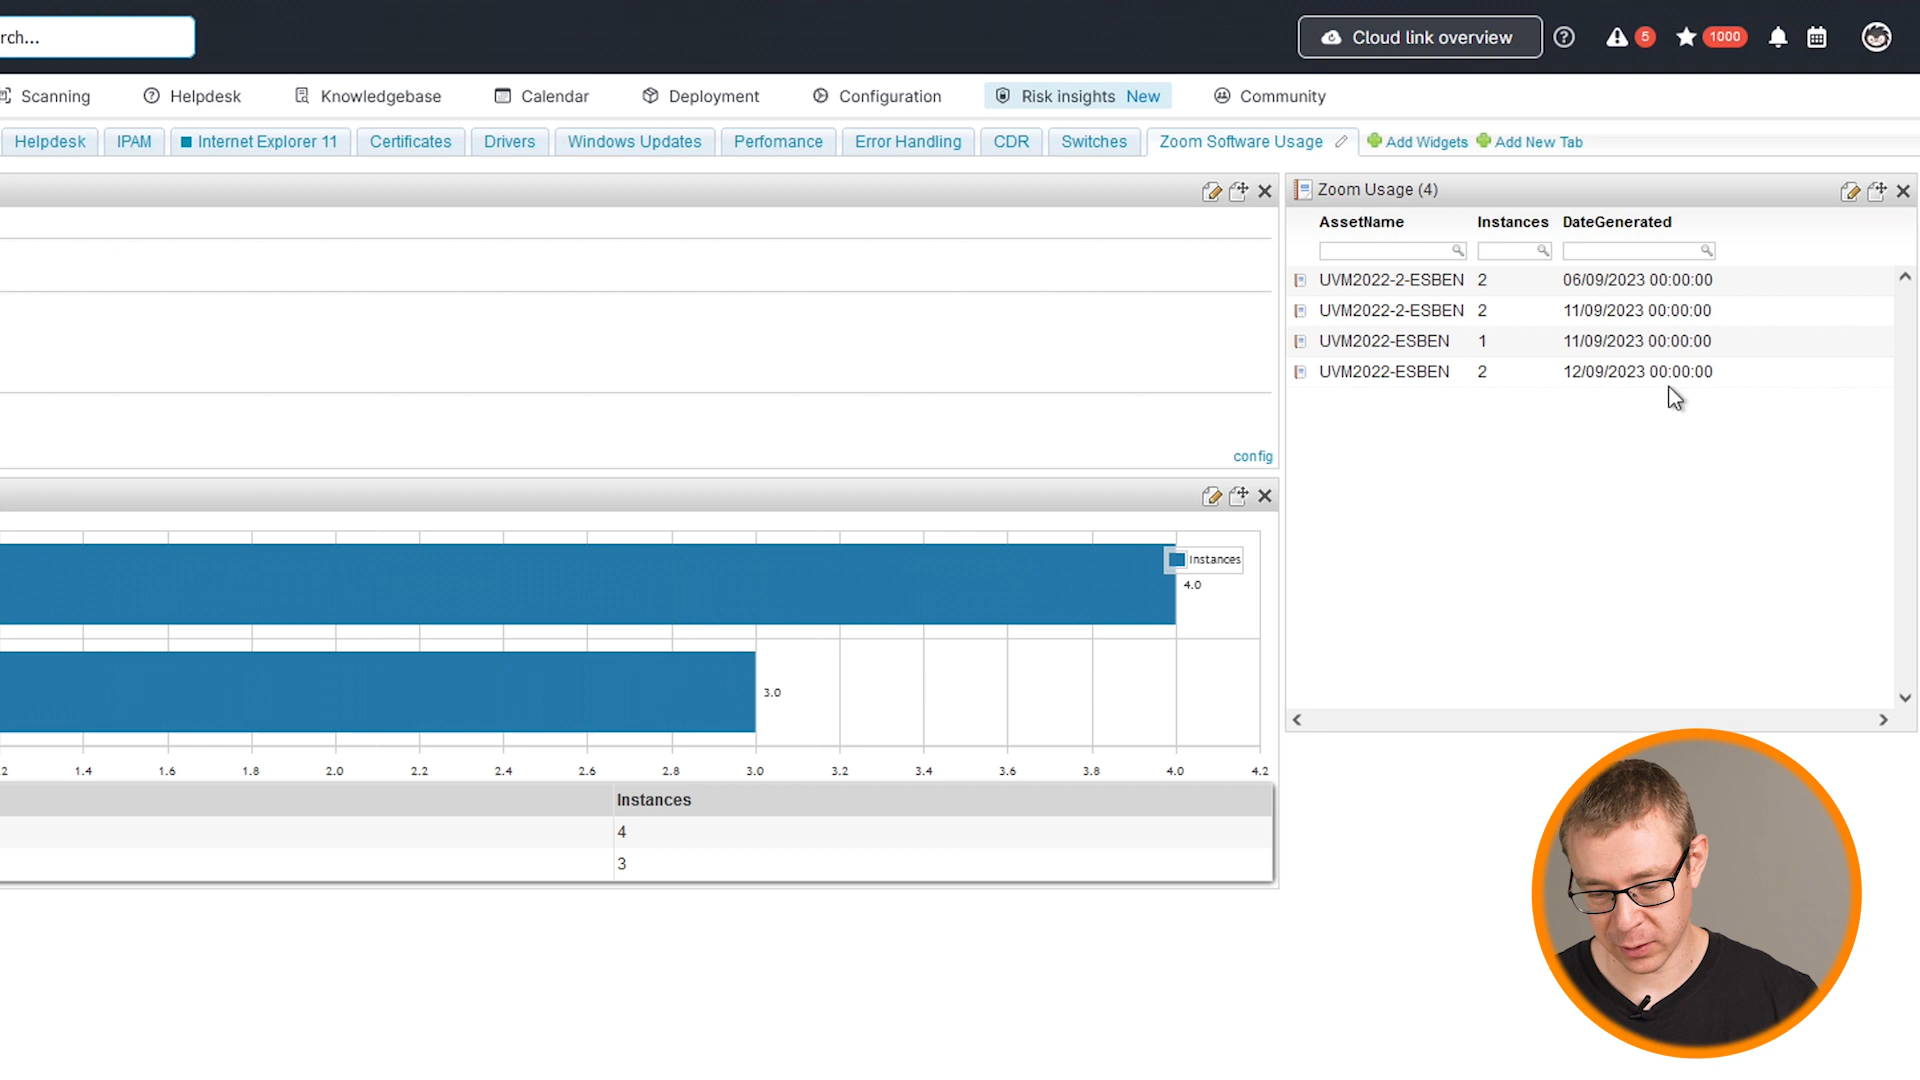 rch...
Cloud link overview
5
1000
Scanning
Helpdesk
Knowledgebase
Calendar
Deployment
Configuration
Risk insights New
Community
Helpdesk
IPAM
Internet Explorer 11
Certificates
Drivers
Windows Updates
Perfomance
Error Handling
CDR
Switches
Zoom Software Usage
Add Widgets
Add New Tab
Zoom Usage (4)
AssetName Instances DateGenerated
UVM2022-2-ESBEN 2 06/09/2023 00:00:00
UVM2022-2-ESBEN 2 11/09/2023 00:00:00
UVM2022-ESBEN 1 11/09/2023 00:00:00
UVM2022-ESBEN 2 12/09/2023 00:00:00
config
Instances
4.0
3.0
.2 1.4 1.6 1.8 2.0 2.2 2.4 2.6 2.8 3.0 3.2 3.4 3.6 3.8 4.0 4.2
Instances
4
3